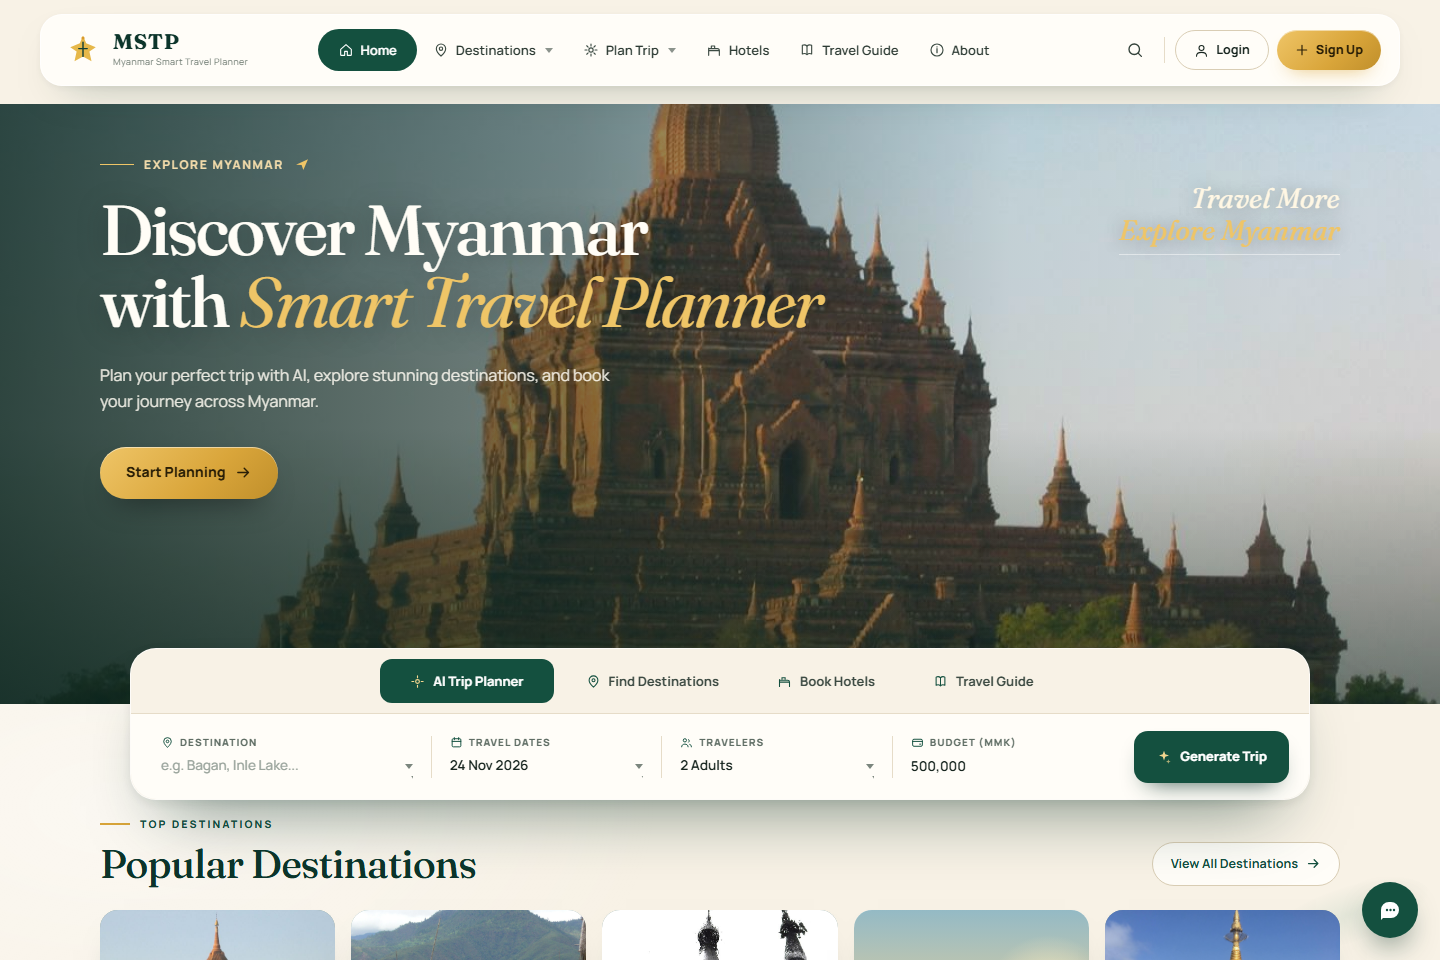 MSTP
Myanmar Smart Travel Planner
Home
Destinations
Plan Trip
Hotels
Travel Guide
About
Login
Sign Up
EXPLORE MYANMAR
Discover Myanmar
with Smart Travel Planner
Plan your perfect trip with AI, explore stunning destinations, and book
your journey across Myanmar.
Start Planning
Travel More
Explore Myanmar
AI Trip Planner
Find Destinations
Book Hotels
Travel Guide
DESTINATION
e.g. Bagan, Inle Lake...
TRAVEL DATES
24 Nov 2026
TRAVELERS
2 Adults
BUDGET (MMK)
500,000
Generate Trip
TOP DESTINATIONS
Popular Destinations
View All Destinations